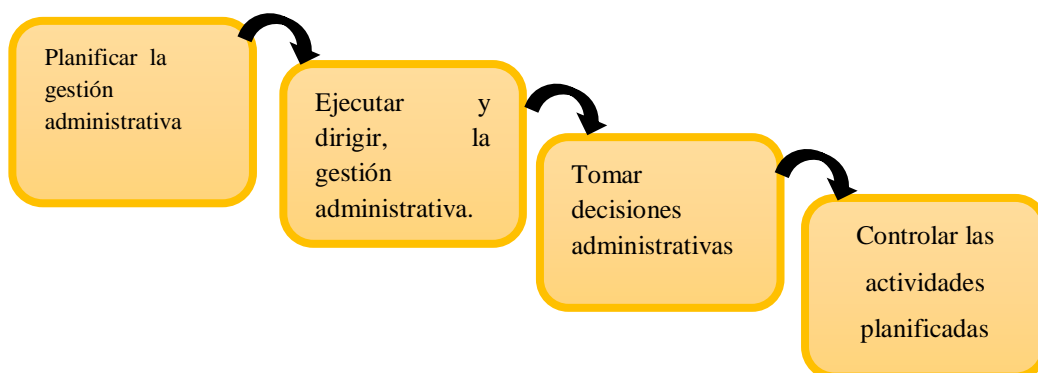 Planificar la
gestión
administrativa
Ejecutar y
dirigir, la
gestión
administrativa.
Tomar
decisiones
administrativas
Controlar las
actividades
planificadas